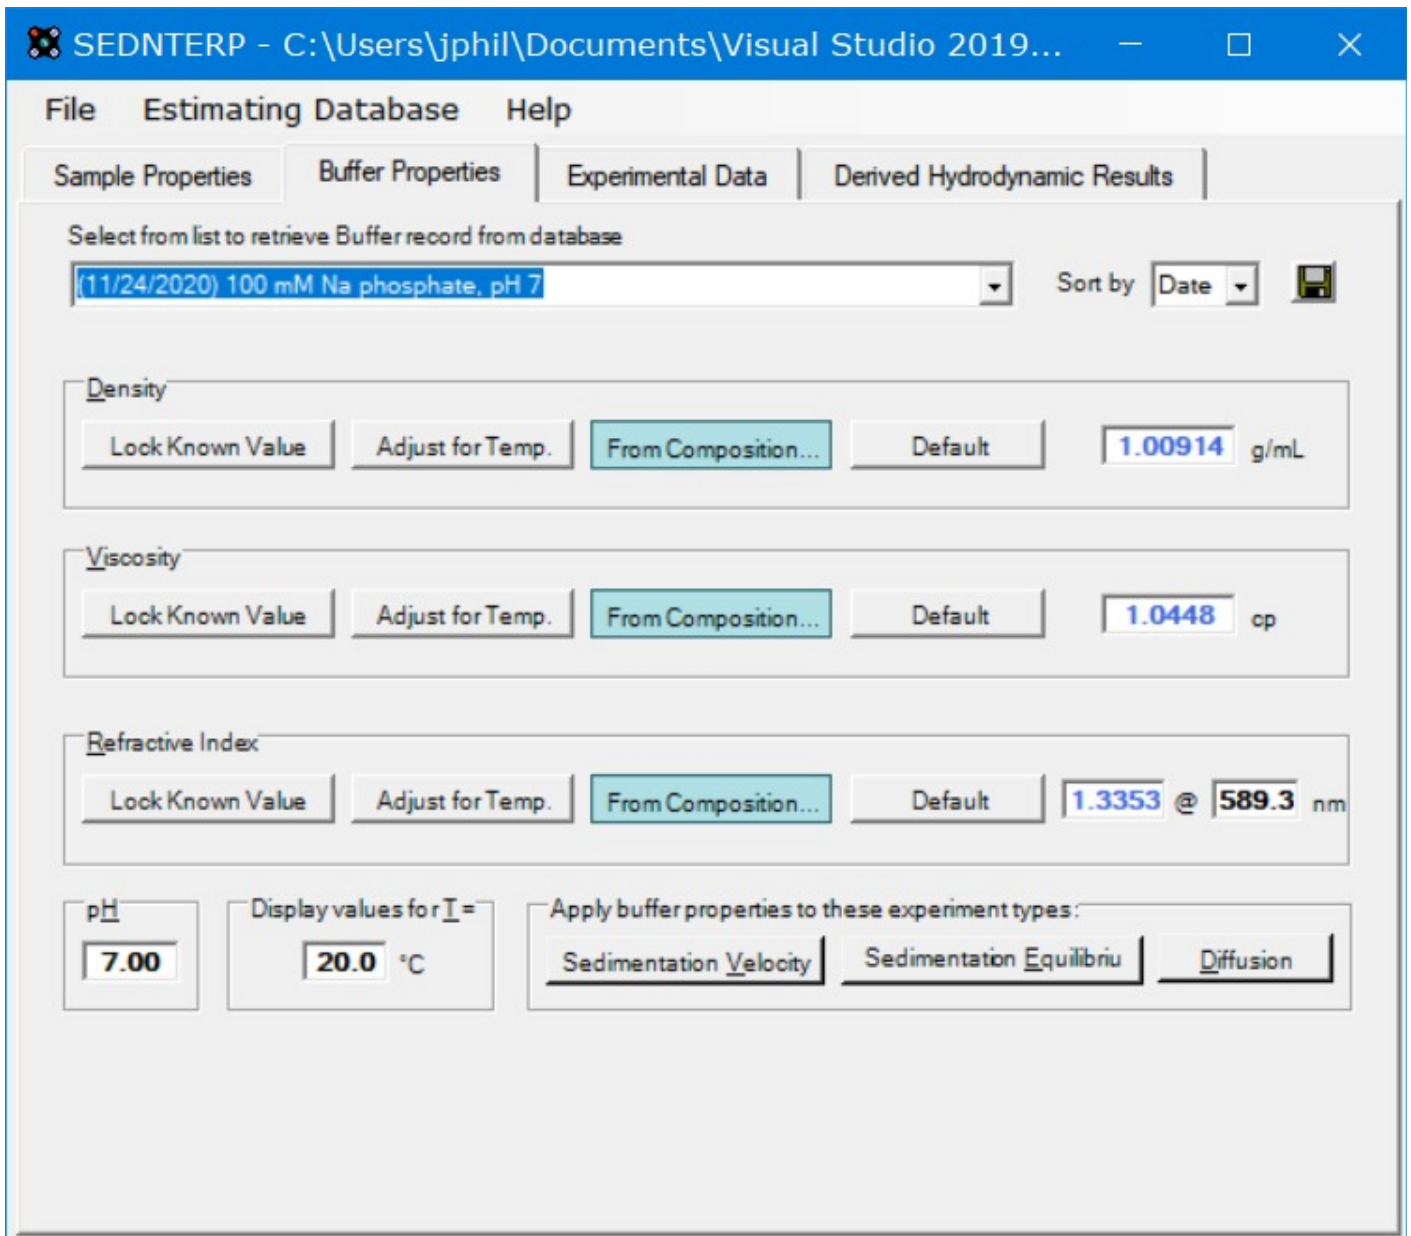 SEDNTERP - C:\Users\jphil\Documents\Visual Studio 2019...
File Estimating Database Help
Sample Properties Buffer Properties Experimental Data Derived Hydrodynamic Results
Select from list to retrieve Buffer record from database
(11/24/2020) 100 mM Na phosphate, pH 7 Sort by Date
Density
Lock Known Value Adjust for Temp. From Composition... Default 1.00914 g/mL
Viscosity
Lock Known Value Adjust for Temp. From Composition... Default 1.0448 cp
Refractive Index
Lock Known Value Adjust for Temp. From Composition... Default 1.3353 @ 589.3 nm
pH Display values for T = Apply buffer properties to these experiment types:
7.00 20.0 °C Sedimentation Velocity Sedimentation Equilibriu Diffusion